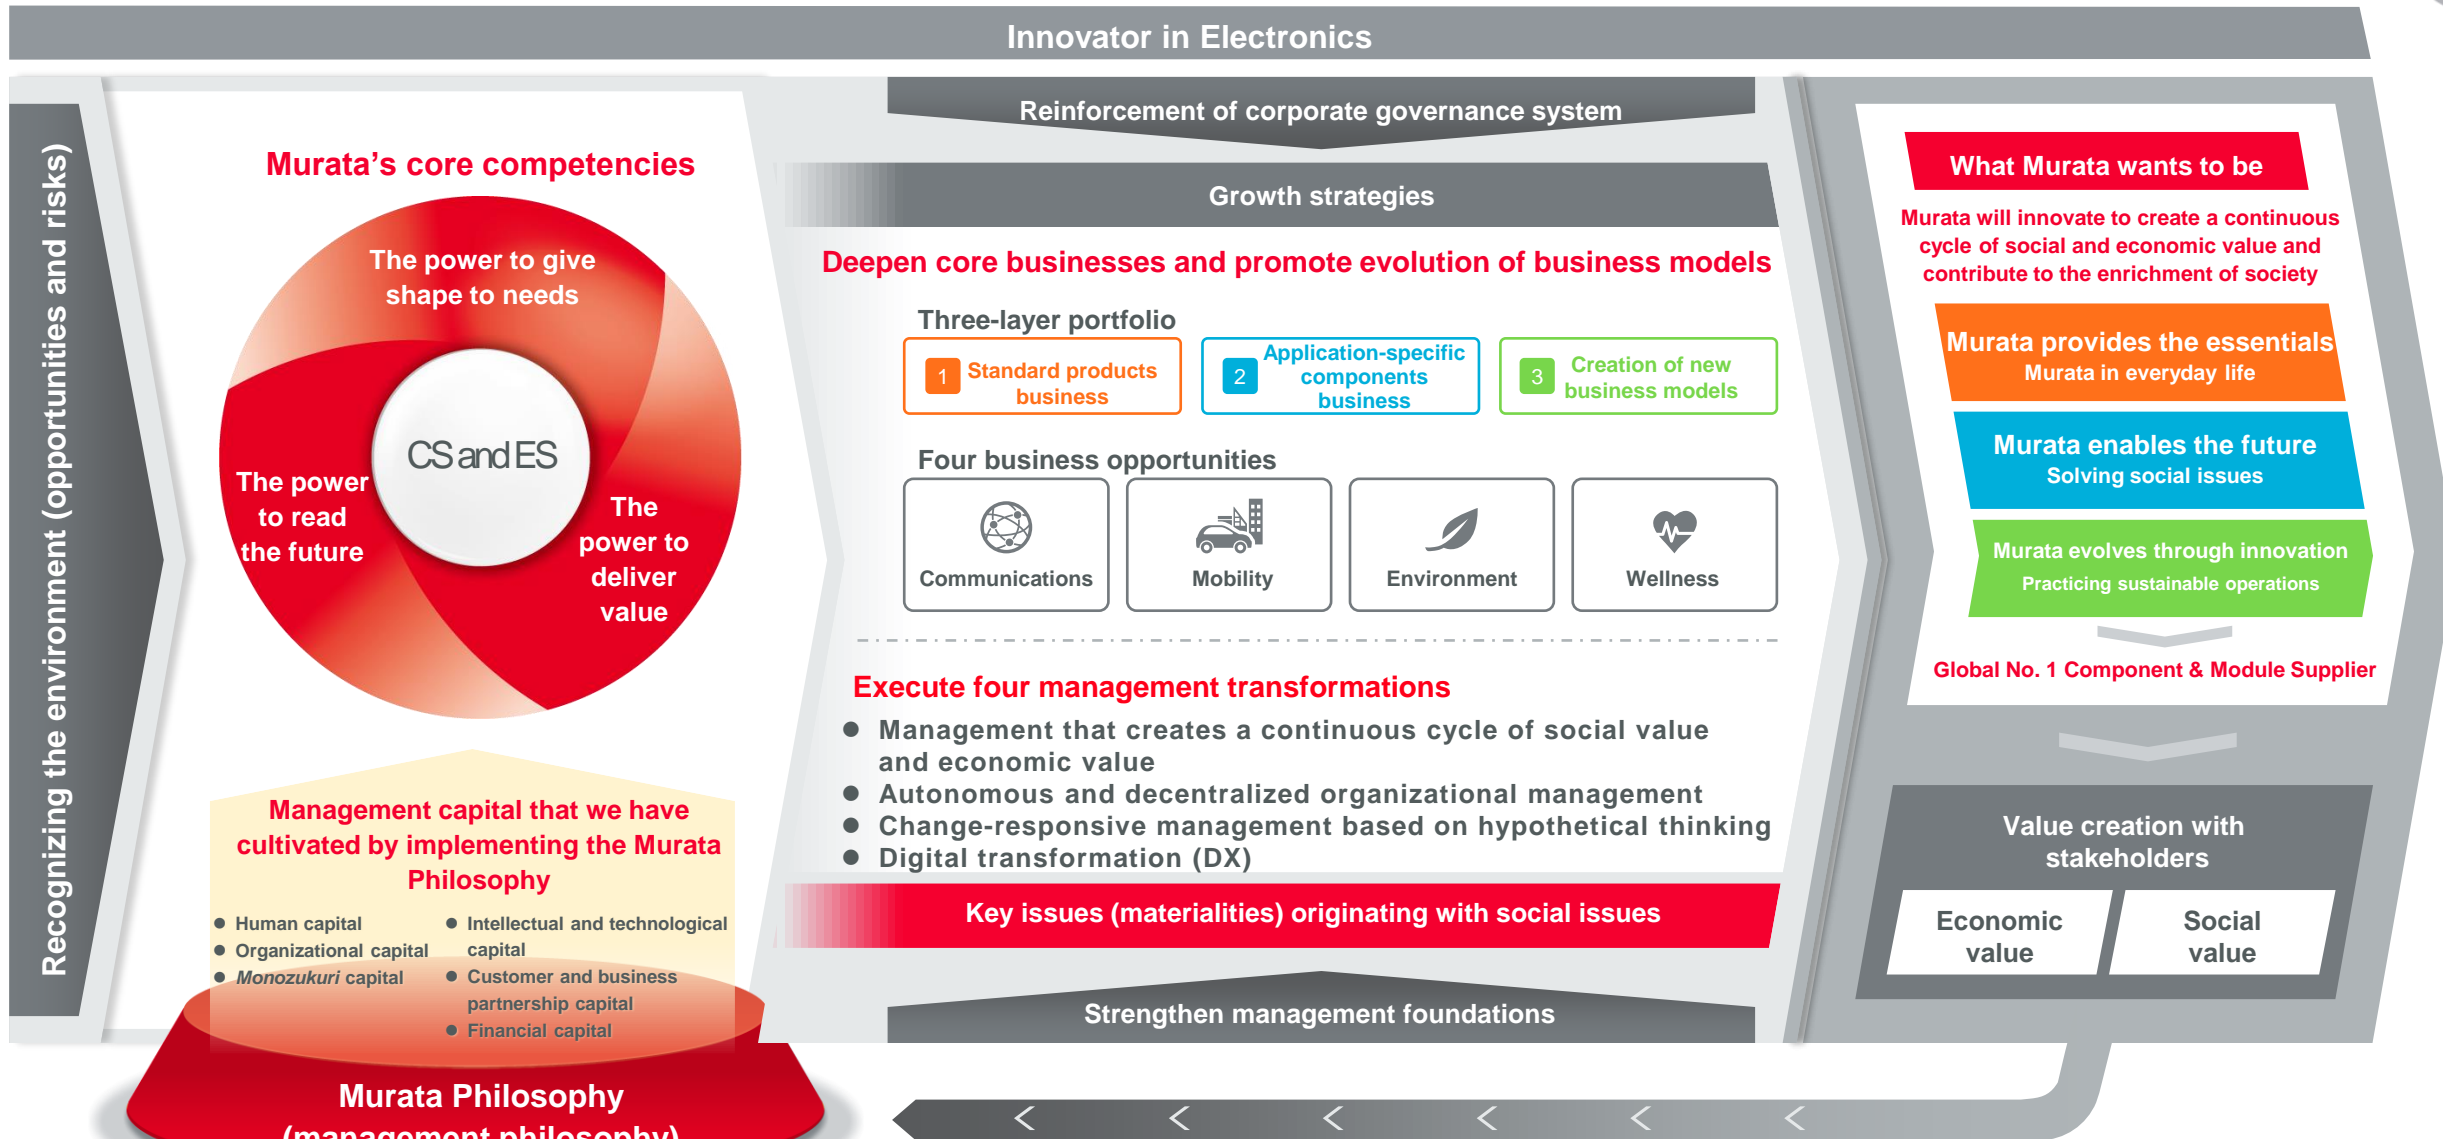 Innovator in Electronics
Recognizing the environment (opportunities and risks)
Murata’s core competencies
The power to give
shape to needs
CS and ES
The power
to read
the future
The
power to
deliver
value
Management capital that we have
cultivated by implementing the Murata
Philosophy
● Human capital
● Organizational capital
● Monozukuri capital
● Intellectual and technological
capital
● Customer and business
partnership capital
● Financial capital
Murata Philosophy
(management philosophy)
Reinforcement of corporate governance system
Growth strategies
Deepen core businesses and promote evolution of business models
Three-layer portfolio
1 Standard products
business
2 Application-specific
components
business
3 Creation of new
business models
Four business opportunities
Communications
Mobility
Environment
Wellness
Execute four management transformations
● Management that creates a continuous cycle of social value
and economic value
● Autonomous and decentralized organizational management
● Change-responsive management based on hypothetical thinking
● Digital transformation (DX)
Key issues (materialities) originating with social issues
Strengthen management foundations
What Murata wants to be
Murata will innovate to create a continuous
cycle of social and economic value and
contribute to the enrichment of society
Murata provides the essentials
Murata in everyday life
Murata enables the future
Solving social issues
Murata evolves through innovation
Practicing sustainable operations
Global No. 1 Component & Module Supplier
Value creation with
stakeholders
Economic
value
Social
value